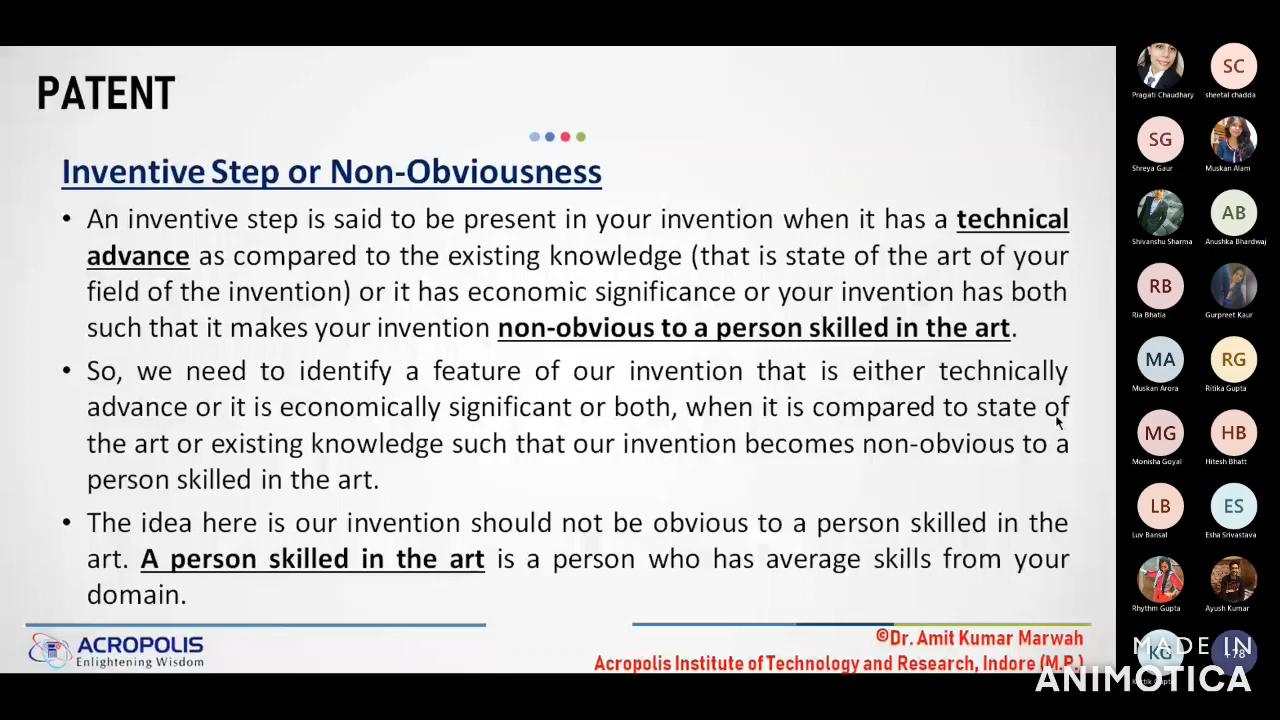 PATENT
Inventive Step or Non-Obviousness
• An inventive step is said to be present in your invention when it has a technical
advance as compared to the existing knowledge (that is state of the art of your
field of the invention) or it has economic significance or your invention has both
such that it makes your invention non-obvious to a person skilled in the art.
• So, we need to identify a feature of our invention that is either technically
advance or it is economically significant or both, when it is compared to state of
the art or existing knowledge such that our invention becomes non-obvious to a
person skilled in the art.
• The idea here is our invention should not be obvious to a person skilled in the
art. A person skilled in the art is a person who has average skills from your
domain.
ACROPOLIS
Enlightening Wisdom
©Dr. Amit Kumar Marwah
Acropolis Institute of Technology and Research, Indore (M.P.)
SC
Pragati Chaudhary
sheetal chadda
SG
Shreya Gaur
Muskan Alam
AB
Shivanshu Sharma
Anushka Bhardwaj
RB
Ria Bhatia
Gurpreet Kaur
MA
RG
Muskan Arora
Ritika Gupta
MG
HB
Monisha Goyal
Hitesh Bhatt
LB
ES
Luv Bansal
Esha Srivastava
Rhythm Gupta
Ayush Kumar
KG
+78
MADE IN
ANIMOTICA